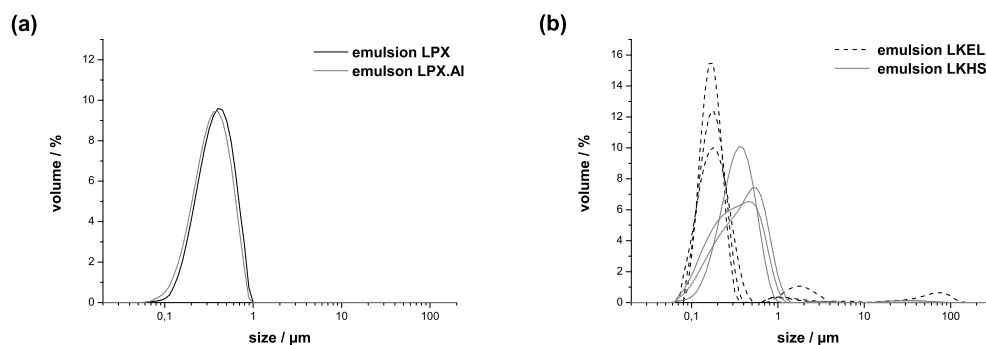 (a)
emulsion LPX
emulson LPX.AI
volume / %
12
10
8
6
4
2
0
0,1
1
10
100
size / µm
(b)
emulsion LKEL
emulsion LKHS
volume / %
16
14
12
10
8
6
4
2
0
0,1
1
10
100
size / µm